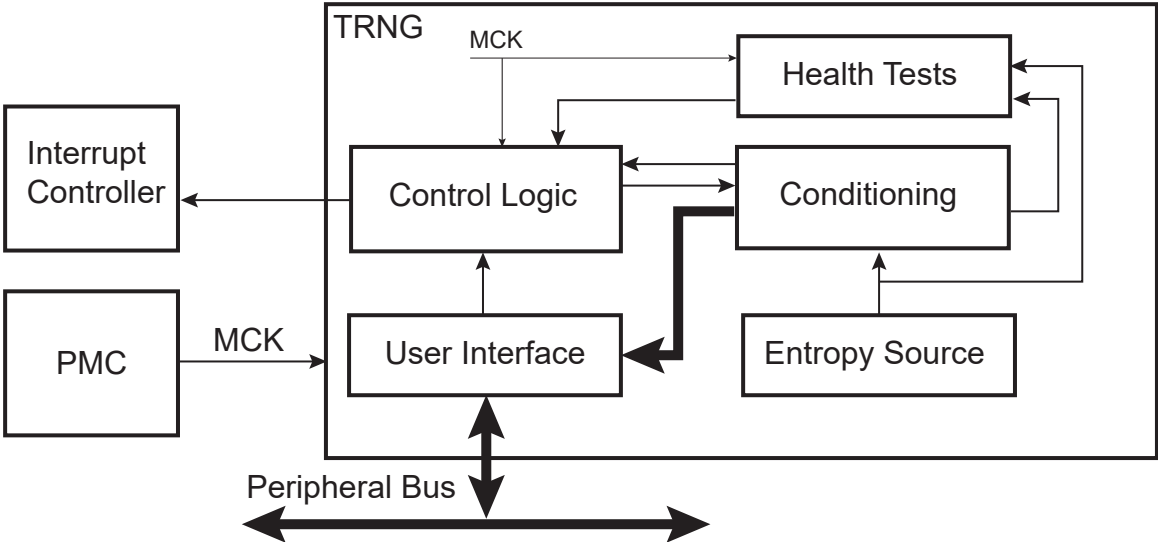 TRNG
MCK
Health Tests
Interrupt
Controller
Control Logic
Conditioning
PMC
MCK
User Interface
Entropy Source
Peripheral Bus